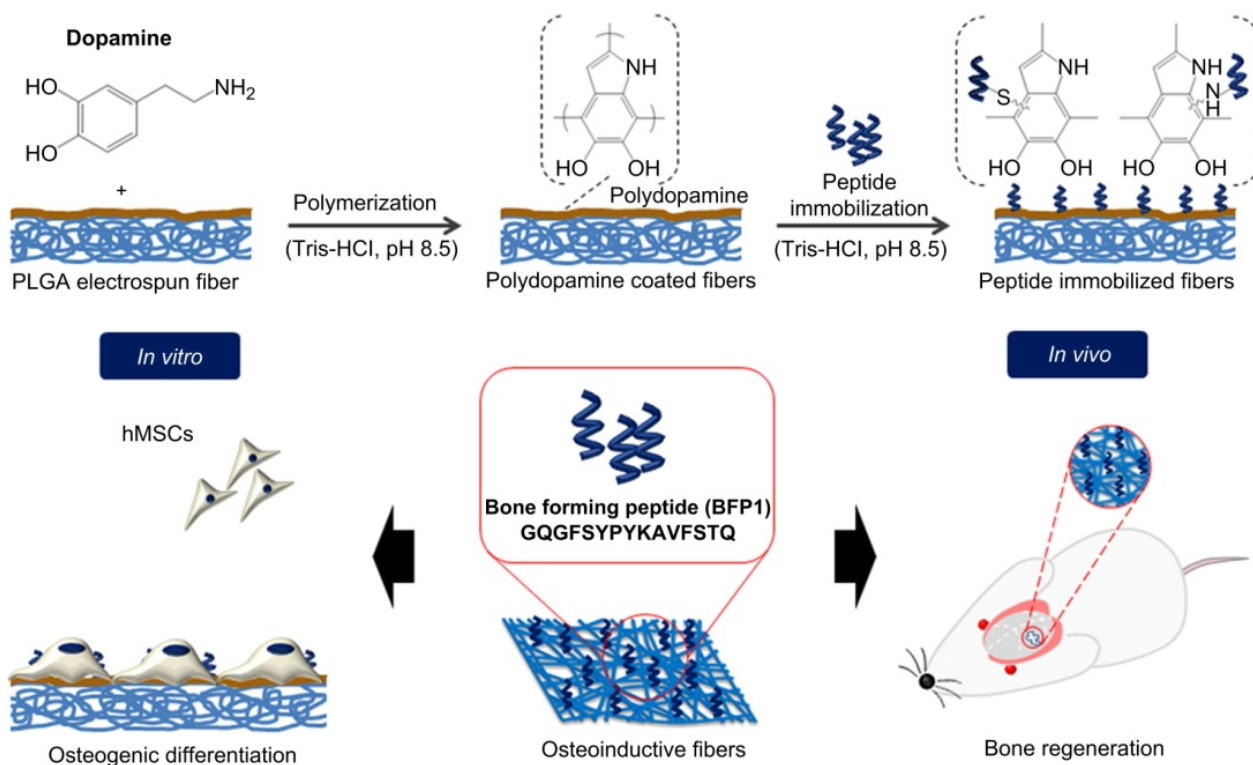 Dopamine
HO
HO
NH2
+
PLGA electrospun fiber
Polymerization
(Tris-HCl, pH 8.5)
NH
HO
OH
Polydopamine
Polydopamine coated fibers
Peptide
immobilization
(Tris-HCl, pH 8.5)
NH
S
HO
OH
NH
N
H
HO
OH
Peptide immobilized fibers
In vitro
In vivo
hMSCs
Bone forming peptide (BFP1)
GQGFSYPYKAVFSTQ
Osteogenic differentiation
Osteoinductive fibers
Bone regeneration